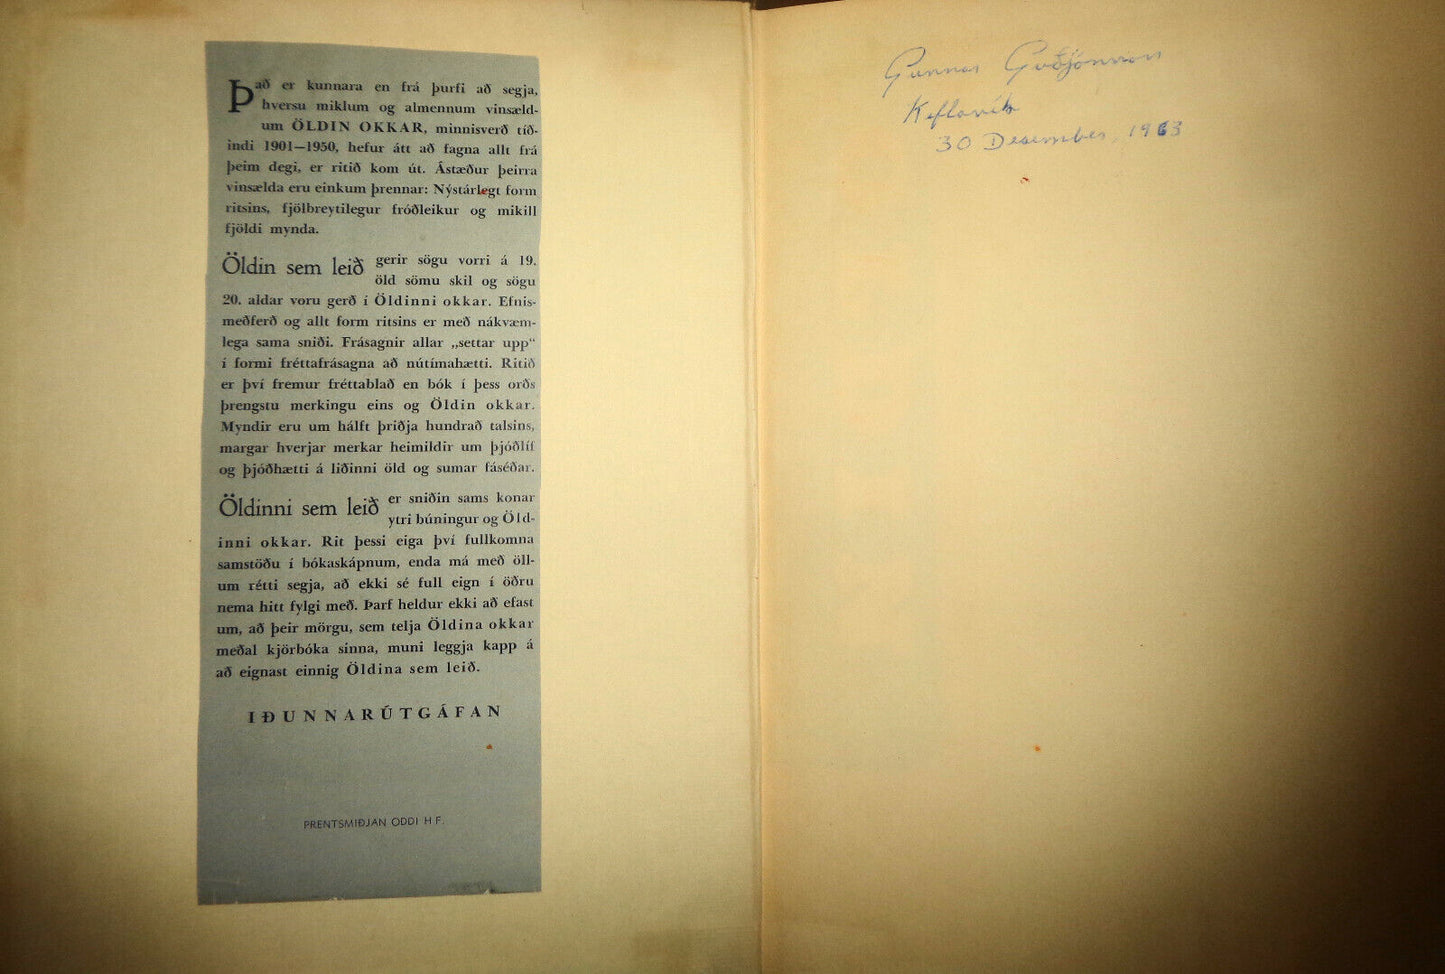 Það er kunnara en frá þurfi að segja,
hversu miklum og almennum vinsæld-
um ÖLDIN OKKAR, minnisverð tíð-
indi 1901—1950, hefur átt að fagna allt frá
þeim degi, er ritið kom út. Ástæður þeirra
vinsælda eru einkum þrennar: Nýstárlegt form
ritsins, fjölbreytilegur fróðleikur og mikill
fjöldi mynda.
Öldin sem leið gerir sögu vorri á 19.
öld sömu skil og sögu
20. aldar voru gerð í Öldinni okkar. Efnis-
meðferð og allt form ritsins er með nákvæm-
lega sama sniði. Frásagnir allar „settar upp“
í formi fréttafrásagna að nútímahætti. Ritið
er því fremur fréttablað en bók í þess orðs
þrengstu merkingu eins og Öldin okkar.
Myndir eru um hálft þriðja hundrað talsins,
margar hverjar merkar heimildir um þjóðlíf
og þjóðhætti á liðinni öld og sumar fáséðar.
Öldinni sem leið er sniðin sams konar
ytri búningur og Öld-
inni okkar. Rit þessi eiga því fullkomna
samstöðu í bókaskápnum, enda má með öll-
um rétti segja, að ekki sé full eign í öðru
nema hitt fylgi með. Þarf heldur ekki að efast
um, að þeir mörgu, sem telja Öldina okkar
meðal kjörbóka sinna, muni leggja kapp á
að eignast einnig Öldina sem leið.
IÐUNNARÚTGÁFAN
PRENTSMIÐJAN ODDI H F.
Gunnar Guðjónsson
Keflavík
30 Desember, 1963